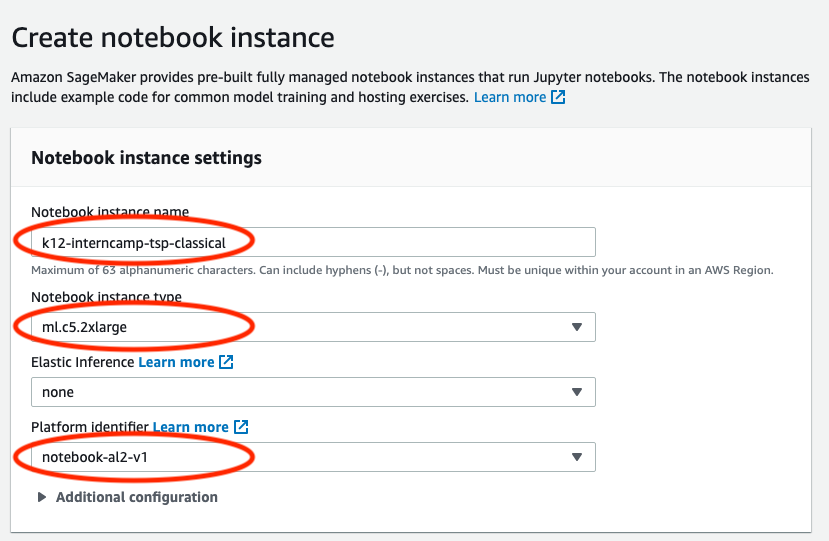 Create notebook instance
Amazon SageMaker provides pre-built fully managed notebook instances that run Jupyter notebooks. The notebook instances
include example code for common model training and hosting exercises. Learn more
Notebook instance settings
Notebook instance name
k12-interncamp-tsp-classical
Maximum of 63 alphanumeric characters. Can include hyphens (-), but not spaces. Must be unique within your account in an AWS Region.
Notebook instance type
ml.c5.2xlarge
Elastic Inference Learn more
none
Platform identifier Learn more
notebook-al2-v1
Additional configuration